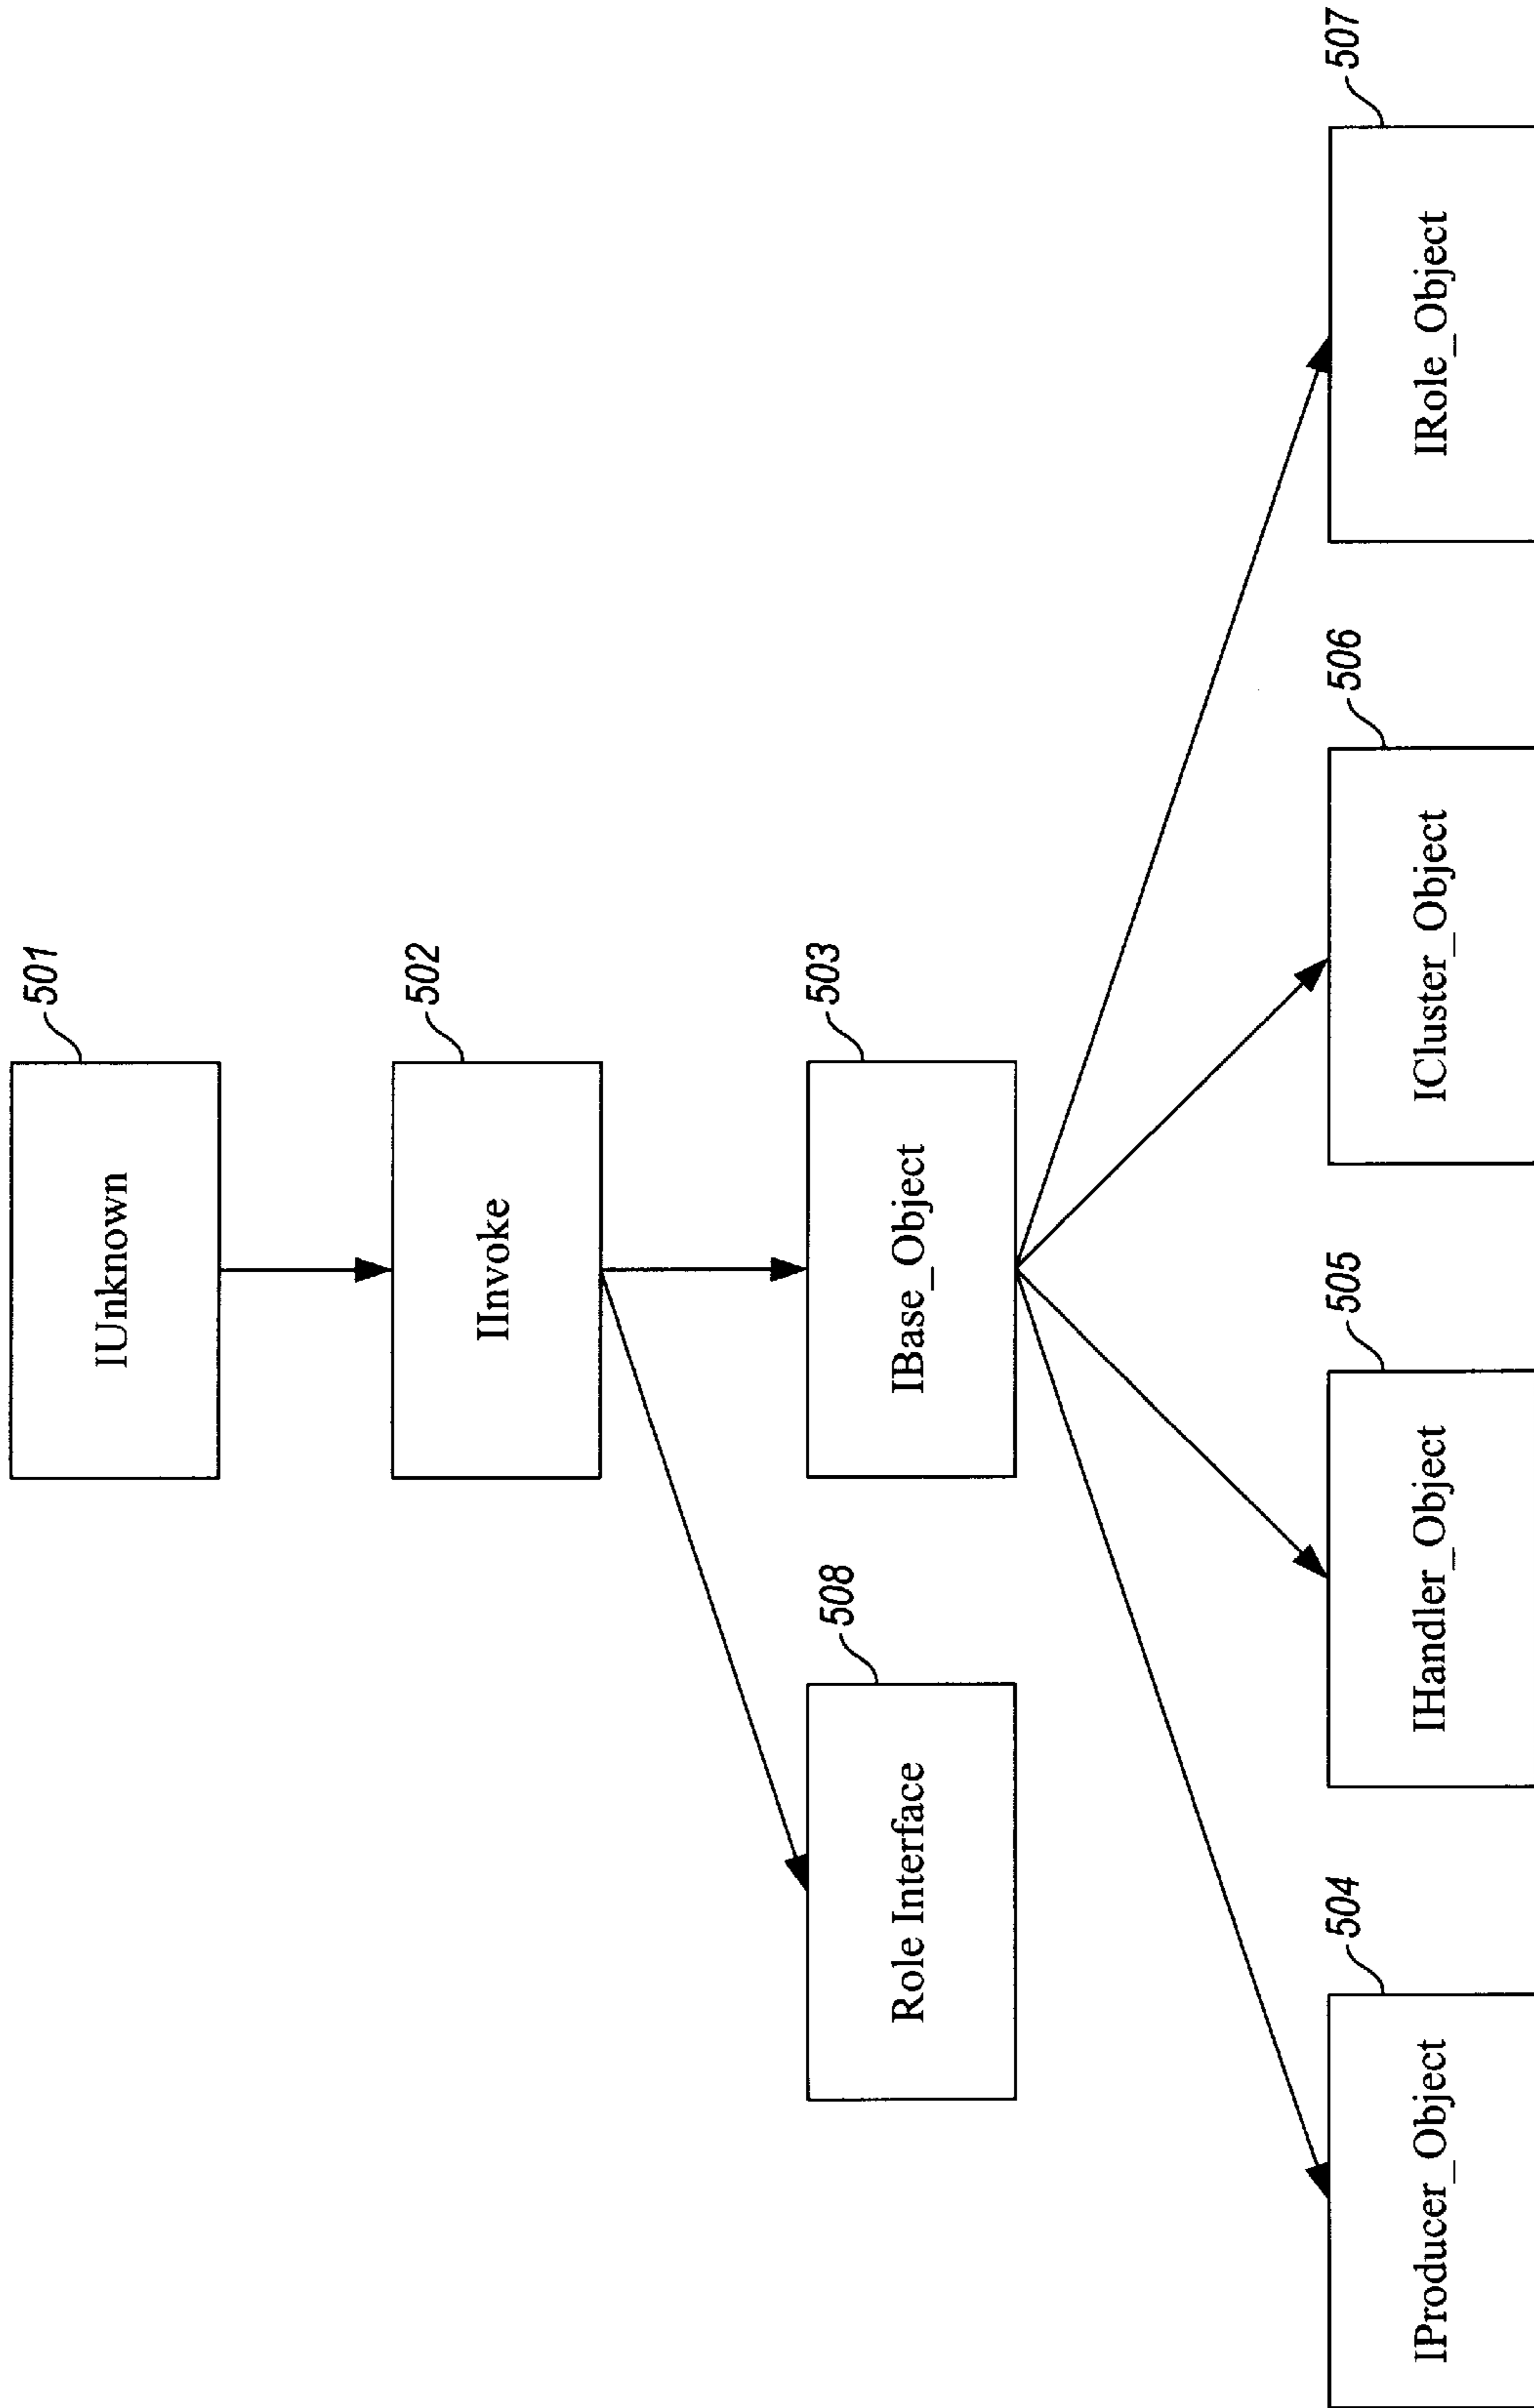 IUnknown
501
IInvoke
502
Role Interface
508
IBase_Object
503
IProducer_Object
504
IHandler_Object
505
ICluster_Object
506
IRole_Object
507